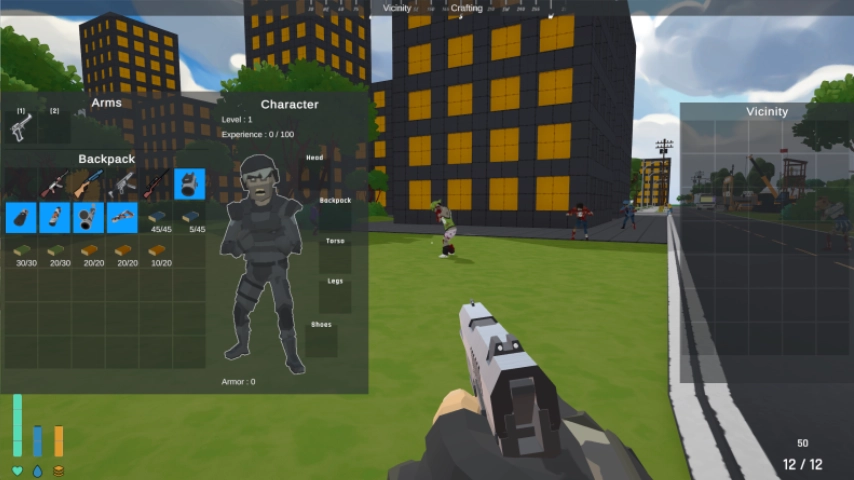 Vicinity Crafting
Arms
[1] [2]
Character
Level : 1
Experience : 0 / 100
Vicinity
Backpack
Head
Backpack
45/45 5/45
Torso
30/30 20/30 20/20 20/20 10/20
Legs
Shoes
Armor : 0
50
12 / 12